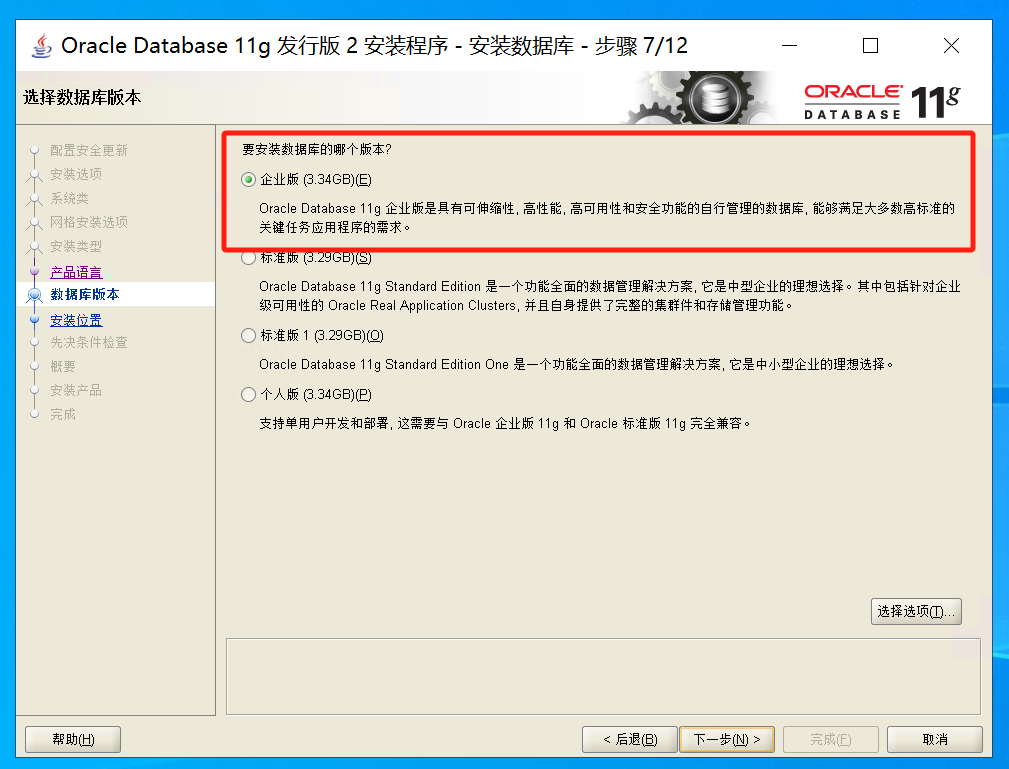 Oracle Database 11g 发行版 2 安装程序 - 安装数据库 - 步骤 7/12
选择数据库版本
ORACLE 11g
DATABASE
配置安全更新
安装选项
系统类
网格安装选项
安装类型
产品语言
数据库版本
安装位置
先决条件检查
概要
安装产品
完成
要安装数据库的哪个版本?
企业版 (3.34GB)(E)
Oracle Database 11g 企业版是具有可伸缩性, 高性能, 高可用性和安全功能的自行管理的数据库, 能够满足大多数高标准的
关键任务应用程序的需求。
标准版 (3.29GB)(S)
Oracle Database 11g Standard Edition 是一个功能全面的数据管理解决方案, 它是中型企业的理想选择。其中包括针对企业
级可用性的 Oracle Real Application Clusters, 并且自身提供了完整的集群件和存储管理功能。
标准版 1 (3.29GB)(O)
Oracle Database 11g Standard Edition One 是一个功能全面的数据管理解决方案, 它是中小型企业的理想选择。
个人版 (3.34GB)(P)
支持单用户开发和部署, 这需要与 Oracle 企业版 11g 和 Oracle 标准版 11g 完全兼容。
选择选项(T)...
帮助(H)
< 后退(B)
下一步(N) >
完成(F)
取消